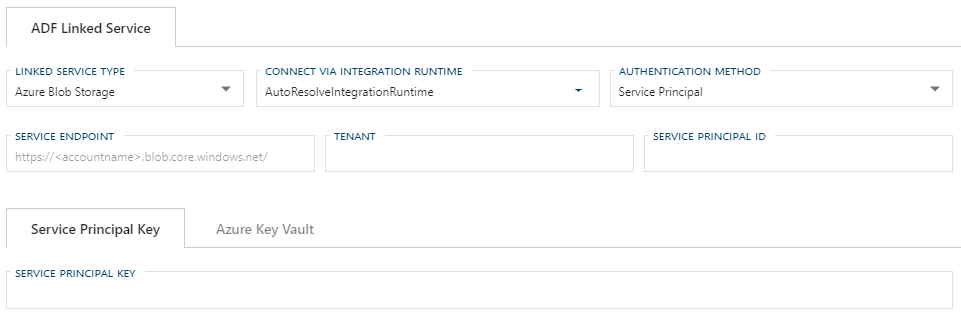 ADF Linked Service
LINKED SERVICE TYPE
Azure Blob Storage
CONNECT VIA INTEGRATION RUNTIME
AutoResolveIntegrationRuntime
AUTHENTICATION METHOD
Service Principal
SERVICE ENDPOINT
https://<accountname>.blob.core.windows.net/
TENANT
SERVICE PRINCIPAL ID
Service Principal Key
Azure Key Vault
SERVICE PRINCIPAL KEY